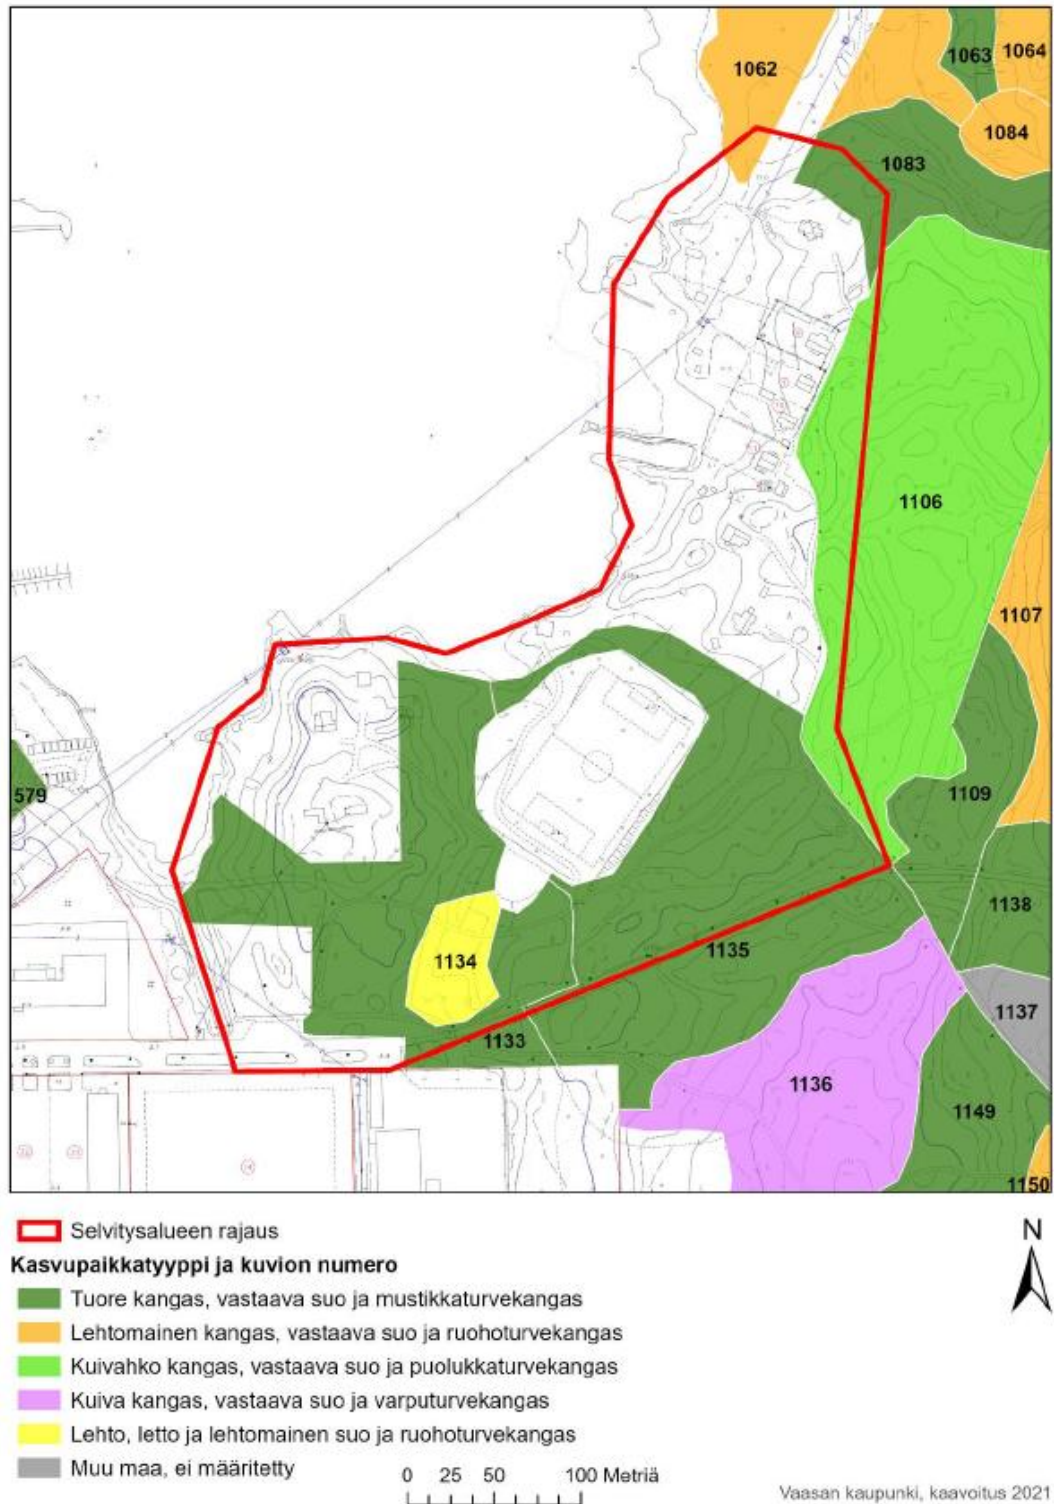 1062
1063
1064
1084
1083
1106
1107
1109
579
1138
1135
1134
1137
1133
1136
1149
1150
Selvitysalueen rajaus
N
Kasvupaikkatyyppi ja kuvion numero
Tuore kangas, vastaava suo ja mustikkaturvekangas
Lehtomainen kangas, vastaava suo ja ruohoturvekangas
Kuivahko kangas, vastaava suo ja puolukkaturvekangas
Kuiva kangas, vastaava suo ja varputurvekangas
Lehto, letto ja lehtomainen suo ja ruohoturvekangas
Muu maa, ei määritetty
0 25 50 100 Metriä
Vaasan kaupunki, kaavoitus 2021